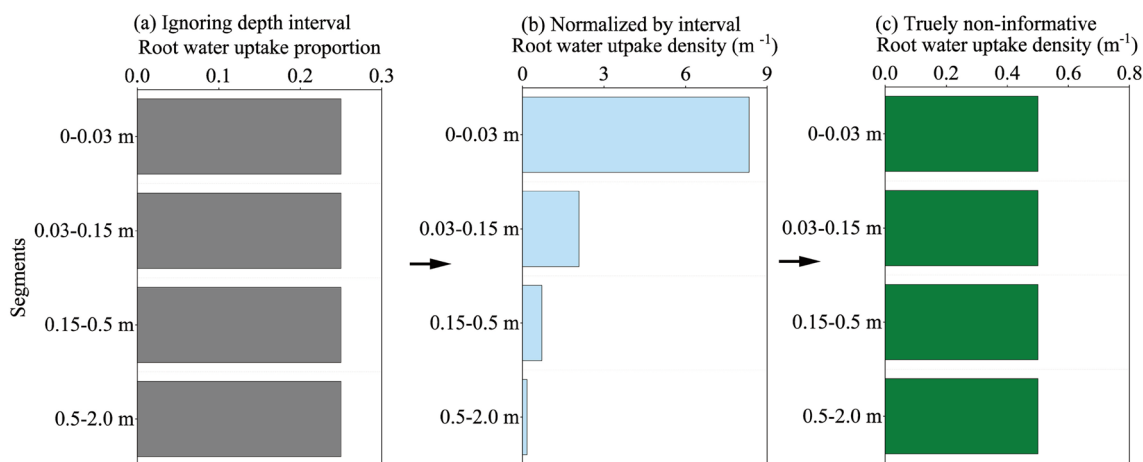 (a) Ignoring depth interval
Root water uptake proportion
0.0 0.1 0.2 0.3
Segments
0-0.03 m
0.03-0.15 m
0.15-0.5 m
0.5-2.0 m
(b) Normalized by interval
Root water utpake density (m⁻¹)
0 3 6 9
0-0.03 m
0.03-0.15 m
0.15-0.5 m
0.5-2.0 m
(c) Truely non-informative
Root water uptake density (m⁻¹)
0.0 0.2 0.4 0.6 0.8
0-0.03 m
0.03-0.15 m
0.15-0.5 m
0.5-2.0 m